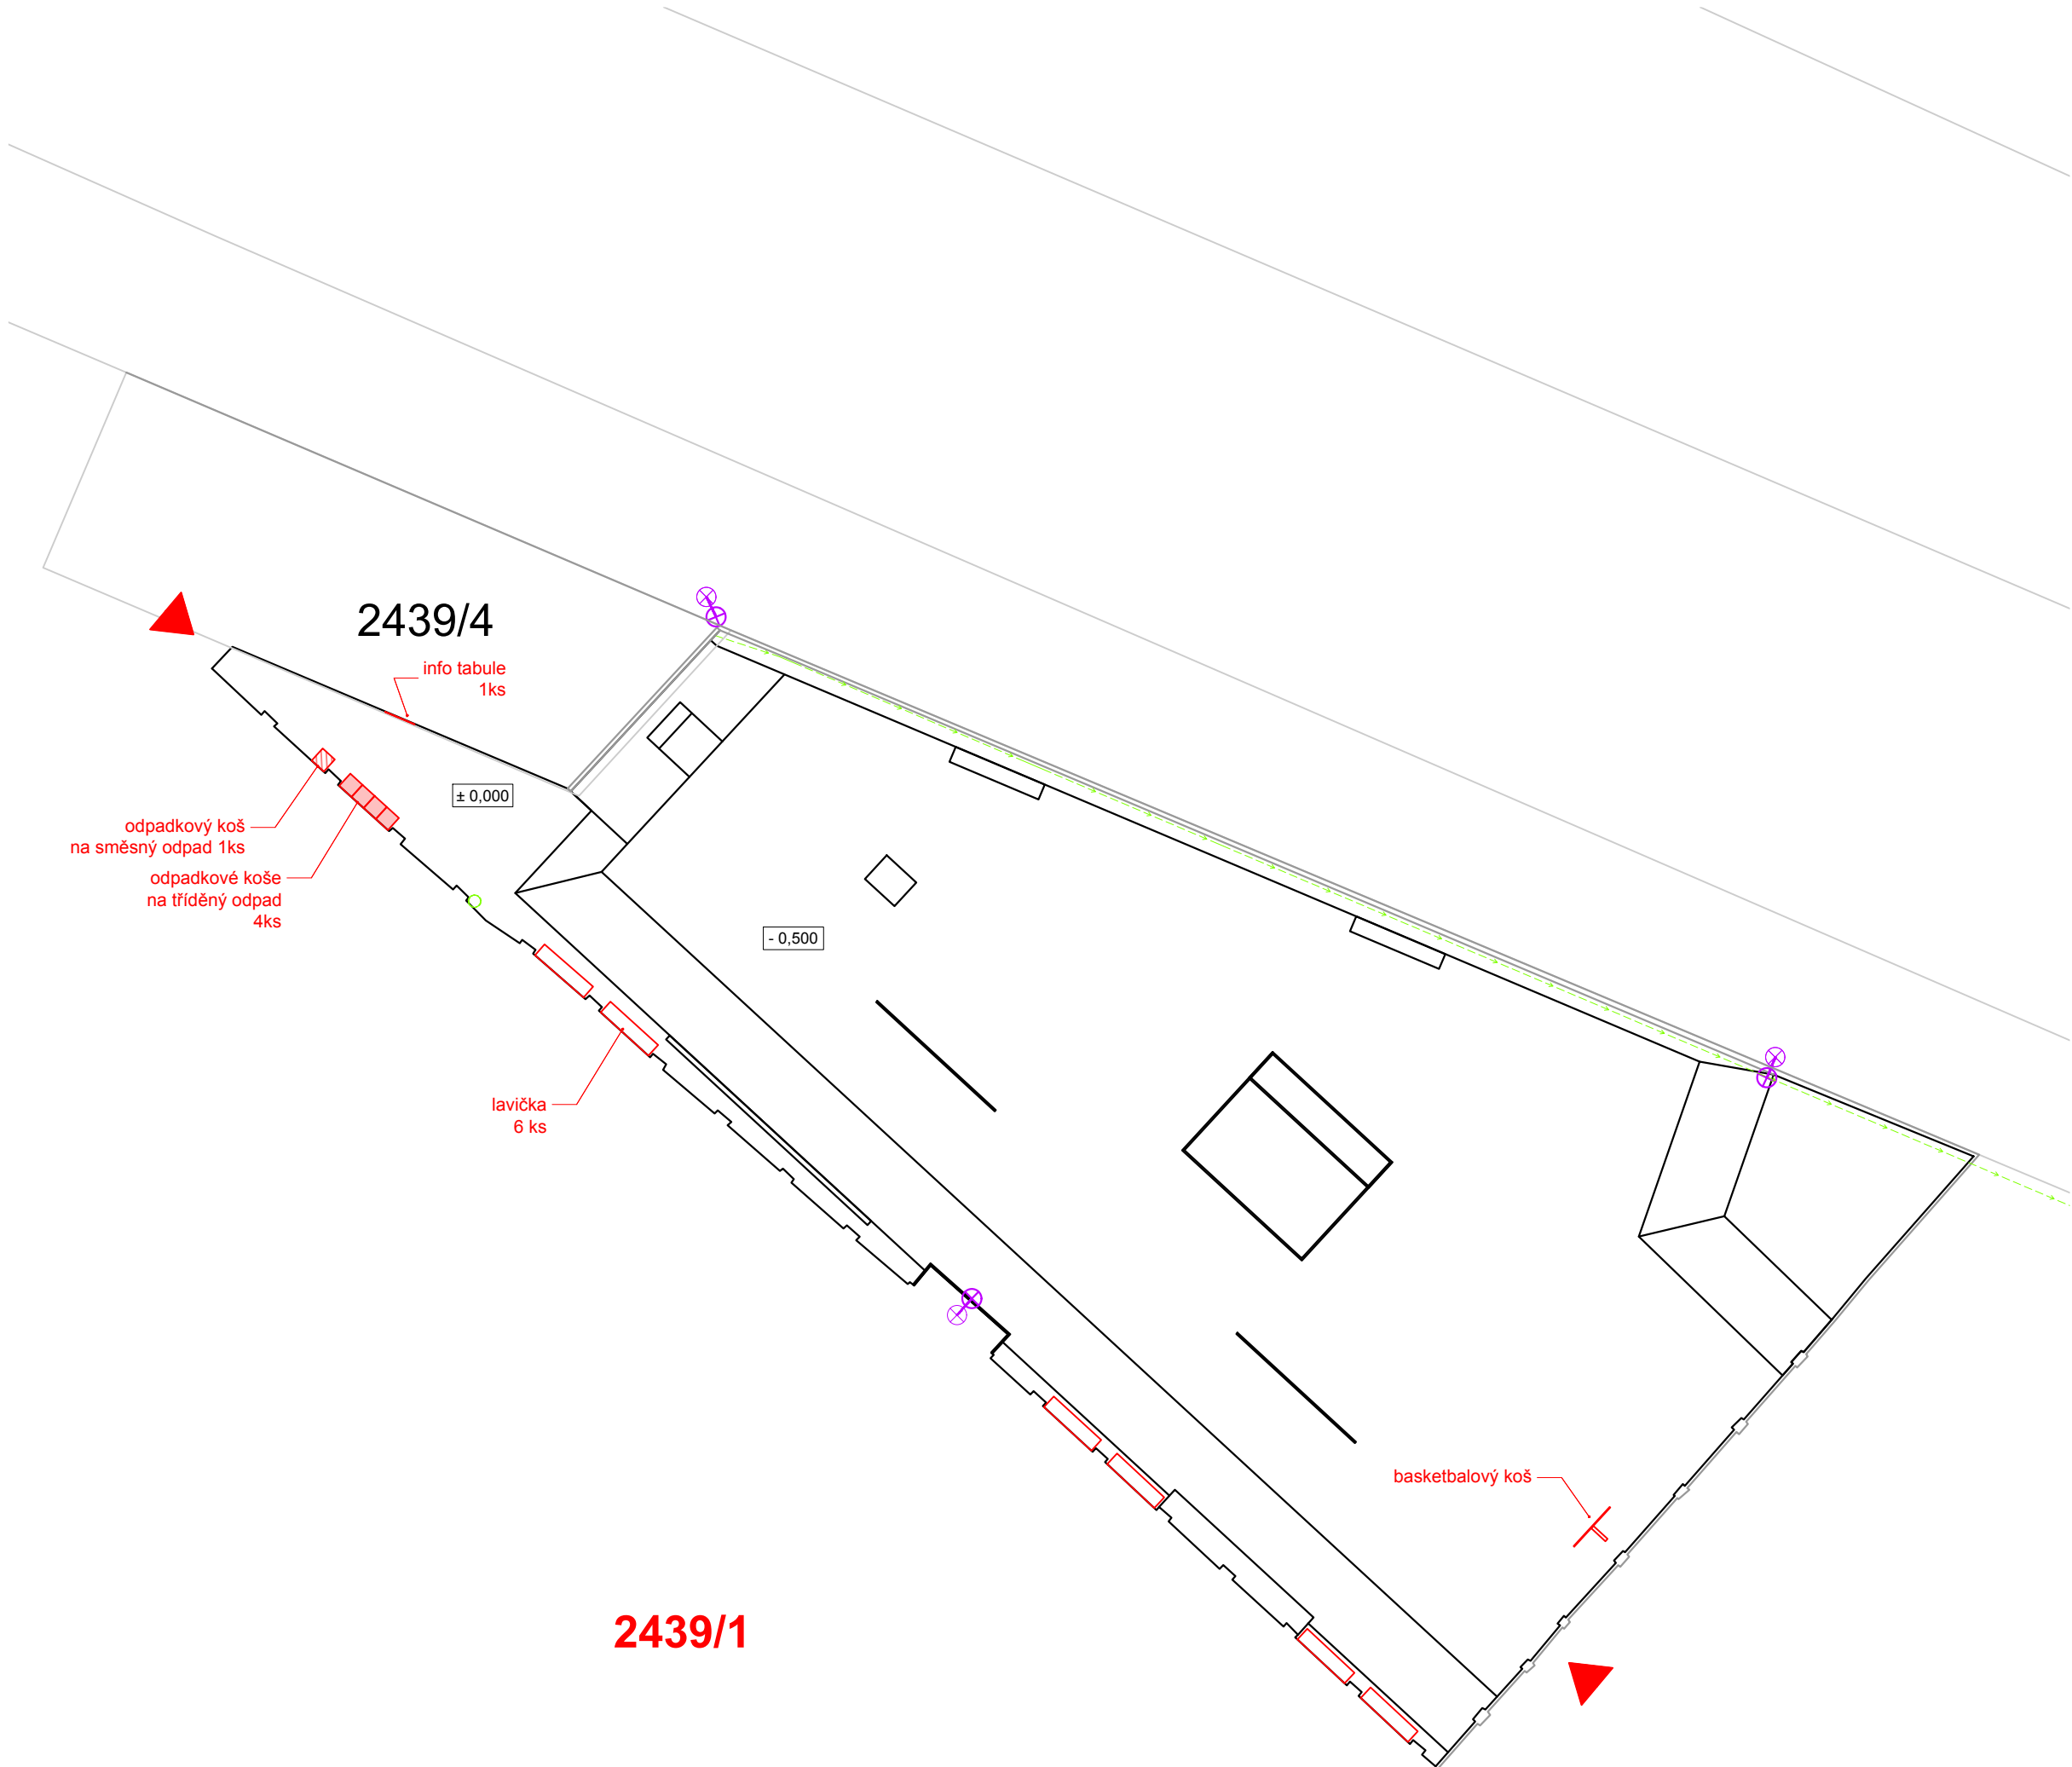 2439/4
info tabule
1ks
± 0,000
odpadkový koš
na směsný odpad 1ks
odpadkové koše
na tříděný odpad
4ks
- 0,500
lavička
6 ks
basketbalový koš
2439/1